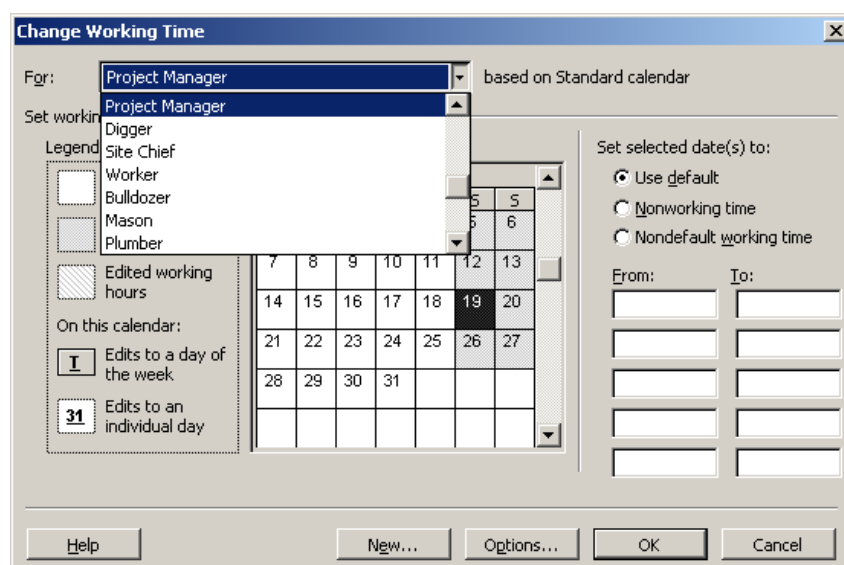 Change Working Time
For: Project Manager based on Standard calendar
Project Manager
Digger
Site Chief
Worker
Bulldozer
Mason
Plumber
Set workin
Legend
Edited working
hours
On this calendar:
T Edits to a day of
the week
31 Edits to an
individual day
S S
5 6
7 8 9 10 11 12 13
14 15 16 17 18 19 20
21 22 23 24 25 26 27
28 29 30 31
Set selected date(s) to:
Use default
Nonworking time
Nondefault working time
From: To:
Help New... Options... OK Cancel